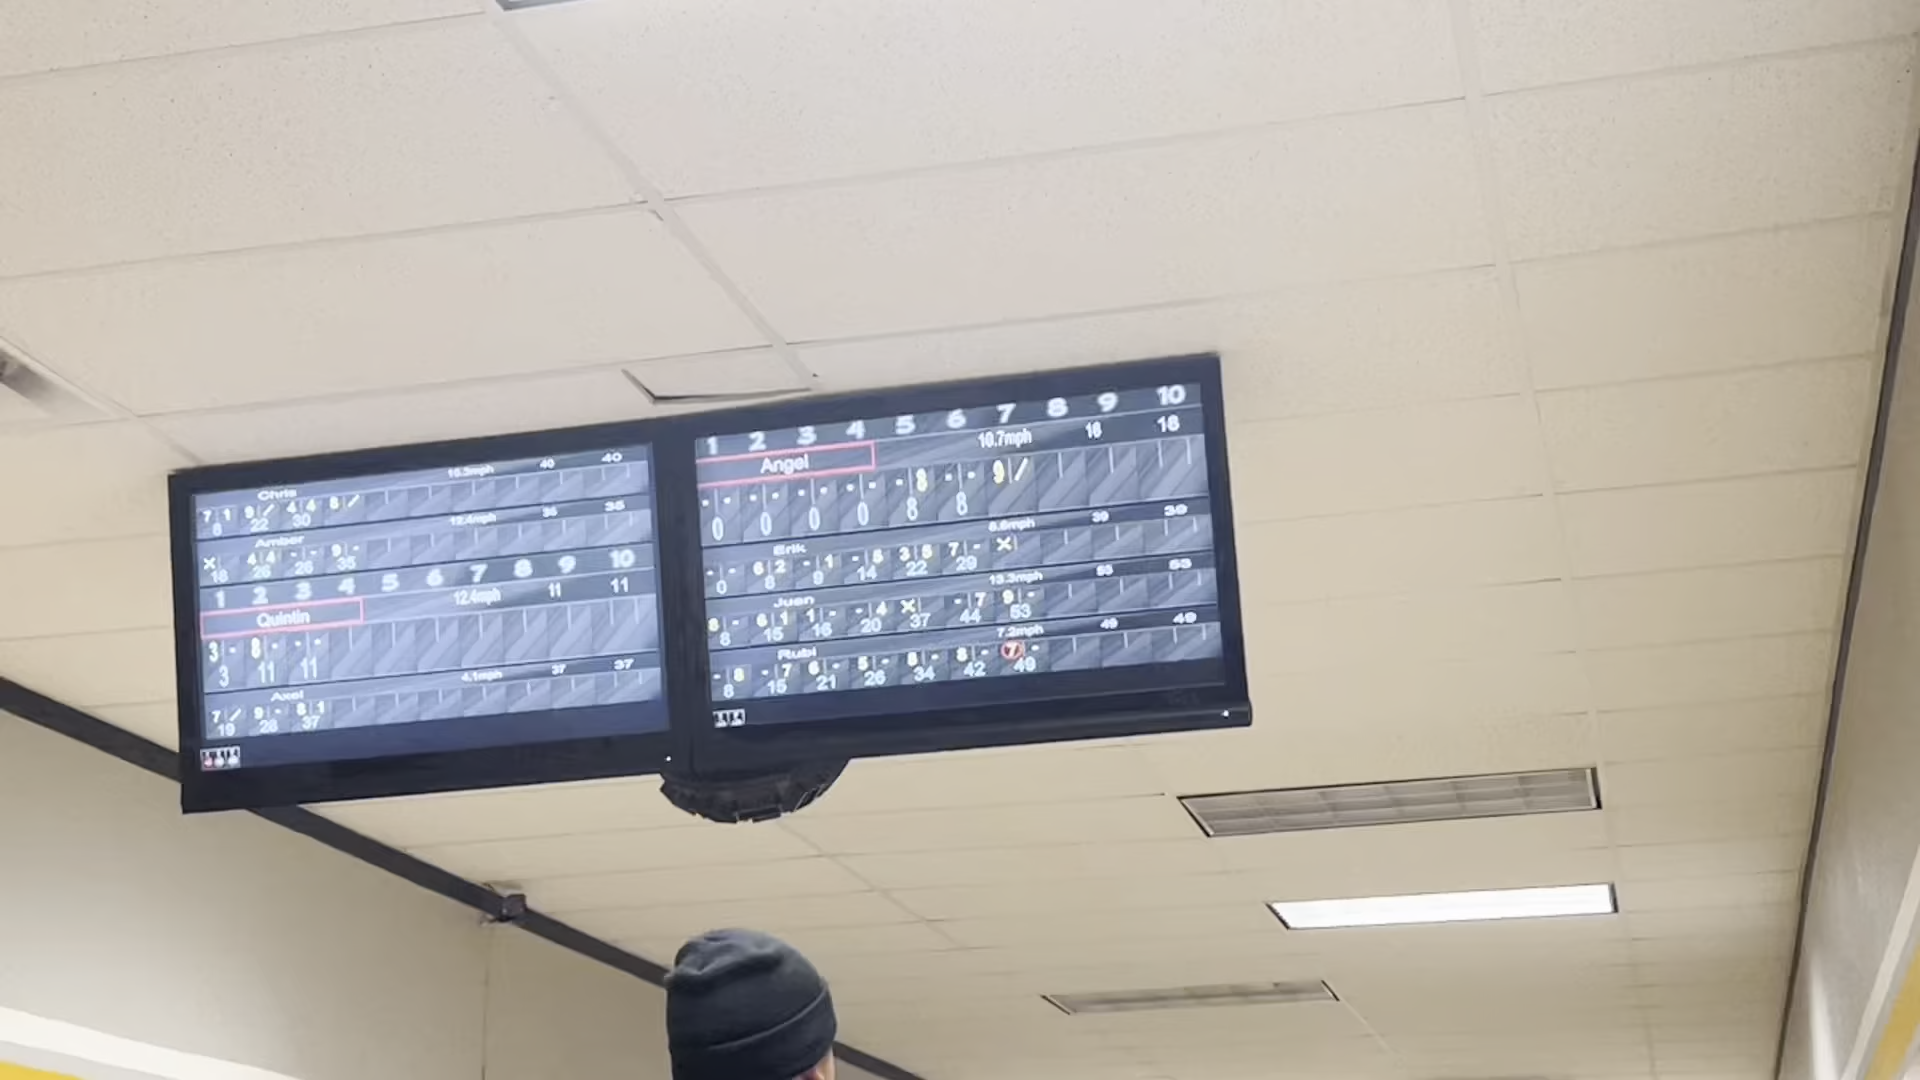 Chris 15.3mph 40 40
7 1 9 / 4 4 8 /
8 22 30
Amber 12.4mph 35 35
X 4 4 - - 9 -
18 26 26 35
1 2 3 4 5 6 7 8 9 10
Quintin 12.4mph 11 11
3 - 8 - - -
3 11 11
Axel 4.1mph 37 37
7 / 9 - 8 1
19 28 37
1 2 3 4 5 6 7 8 9 10
Angel 10.7mph 18 18
- - - - - - - - - 8 - - 9 /
0 0 0 0 8 8
Erik 8.6mph 39 39
- - 6 2 - 1 - 5 3 5 7 - X
0 8 9 14 22 29
Juan 13.3mph 53 53
8 - 6 1 1 - - 4 X - 7 9 -
8 15 16 20 37 44 53
Rubi 7.2mph 49 49
- 8 - 7 6 - 5 - 8 - 8 - 7 -
8 15 21 26 34 42 49